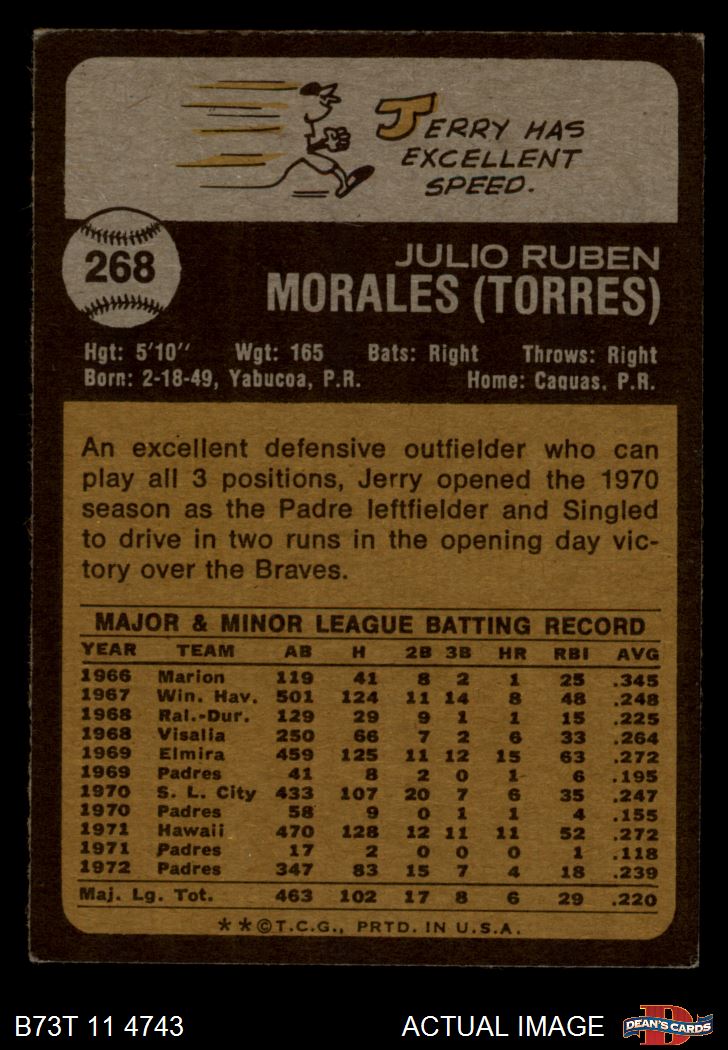 JERRY HAS
EXCELLENT
SPEED.
268
JULIO RUBEN
MORALES (TORRES)
Hgt: 5'10'' Wgt: 165 Bats: Right Throws: Right
Born: 2-18-49, Yabucoa, P.R. Home: Caquas, P.R.
An excellent defensive outfielder who can
play all 3 positions, Jerry opened the 1970
season as the Padre leftfielder and Singled
to drive in two runs in the opening day vic-
tory over the Braves.
MAJOR & MINOR LEAGUE BATTING RECORD
YEAR TEAM AB H 2B 3B HR RBI AVG
1966 Marion 119 41 8 2 1 25 .345
1967 Win. Hav. 501 124 11 14 8 48 .248
1968 Ral.-Dur. 129 29 9 1 1 15 .225
1968 Visalia 250 66 7 2 6 33 .264
1969 Elmira 459 125 11 12 15 63 .272
1969 Padres 41 8 2 0 1 6 .195
1970 S. L. City 433 107 20 7 6 35 .247
1970 Padres 58 9 0 1 1 4 .155
1971 Hawaii 470 128 12 11 11 52 .272
1971 Padres 17 2 0 0 0 1 .118
1972 Padres 347 83 15 7 4 18 .239
Maj. Lg. Tot. 463 102 17 8 6 29 .220
**©T.C.G., PRTD. IN U.S.A.
B73T 11 4743 ACTUAL IMAGE DEAN'S CARDS